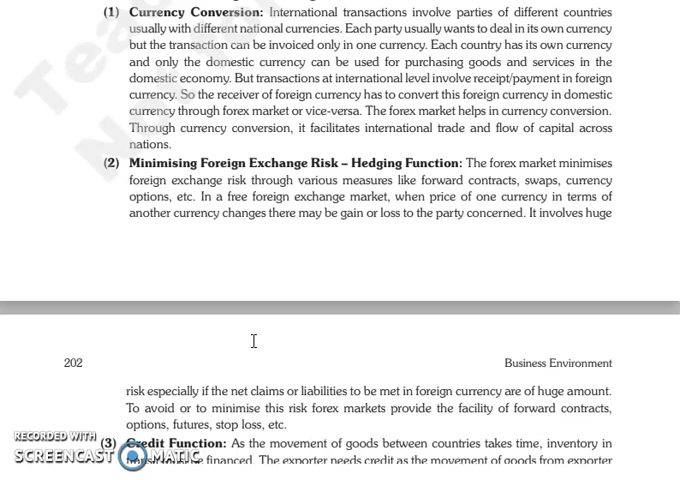 (1) Currency Conversion: International transactions involve parties of different countries
usually with different national currencies. Each party usually wants to deal in its own currency
but the transaction can be invoiced only in one currency. Each country has its own currency
and only the domestic currency can be used for purchasing goods and services in the
domestic economy. But transactions at international level involve receipt/payment in foreign
currency. So the receiver of foreign currency has to convert this foreign currency in domestic
currency through forex market or vice-versa. The forex market helps in currency conversion.
Through currency conversion, it facilitates international trade and flow of capital across
nations.
(2) Minimising Foreign Exchange Risk – Hedging Function: The forex market minimises
foreign exchange risk through various measures like forward contracts, swaps, currency
options, etc. In a free foreign exchange market, when price of one currency in terms of
another currency changes there may be gain or loss to the party concerned. It involves huge
202 Business Environment
risk especially if the net claims or liabilities to be met in foreign currency are of huge amount.
To avoid or to minimise this risk forex markets provide the facility of forward contracts,
options, futures, stop loss, etc.
(3) Credit Function: As the movement of goods between countries takes time, inventory in
financed. The exporter needs credit as the movement of goods from exporter
RECORDED WITH
SCREENCAST MATIC